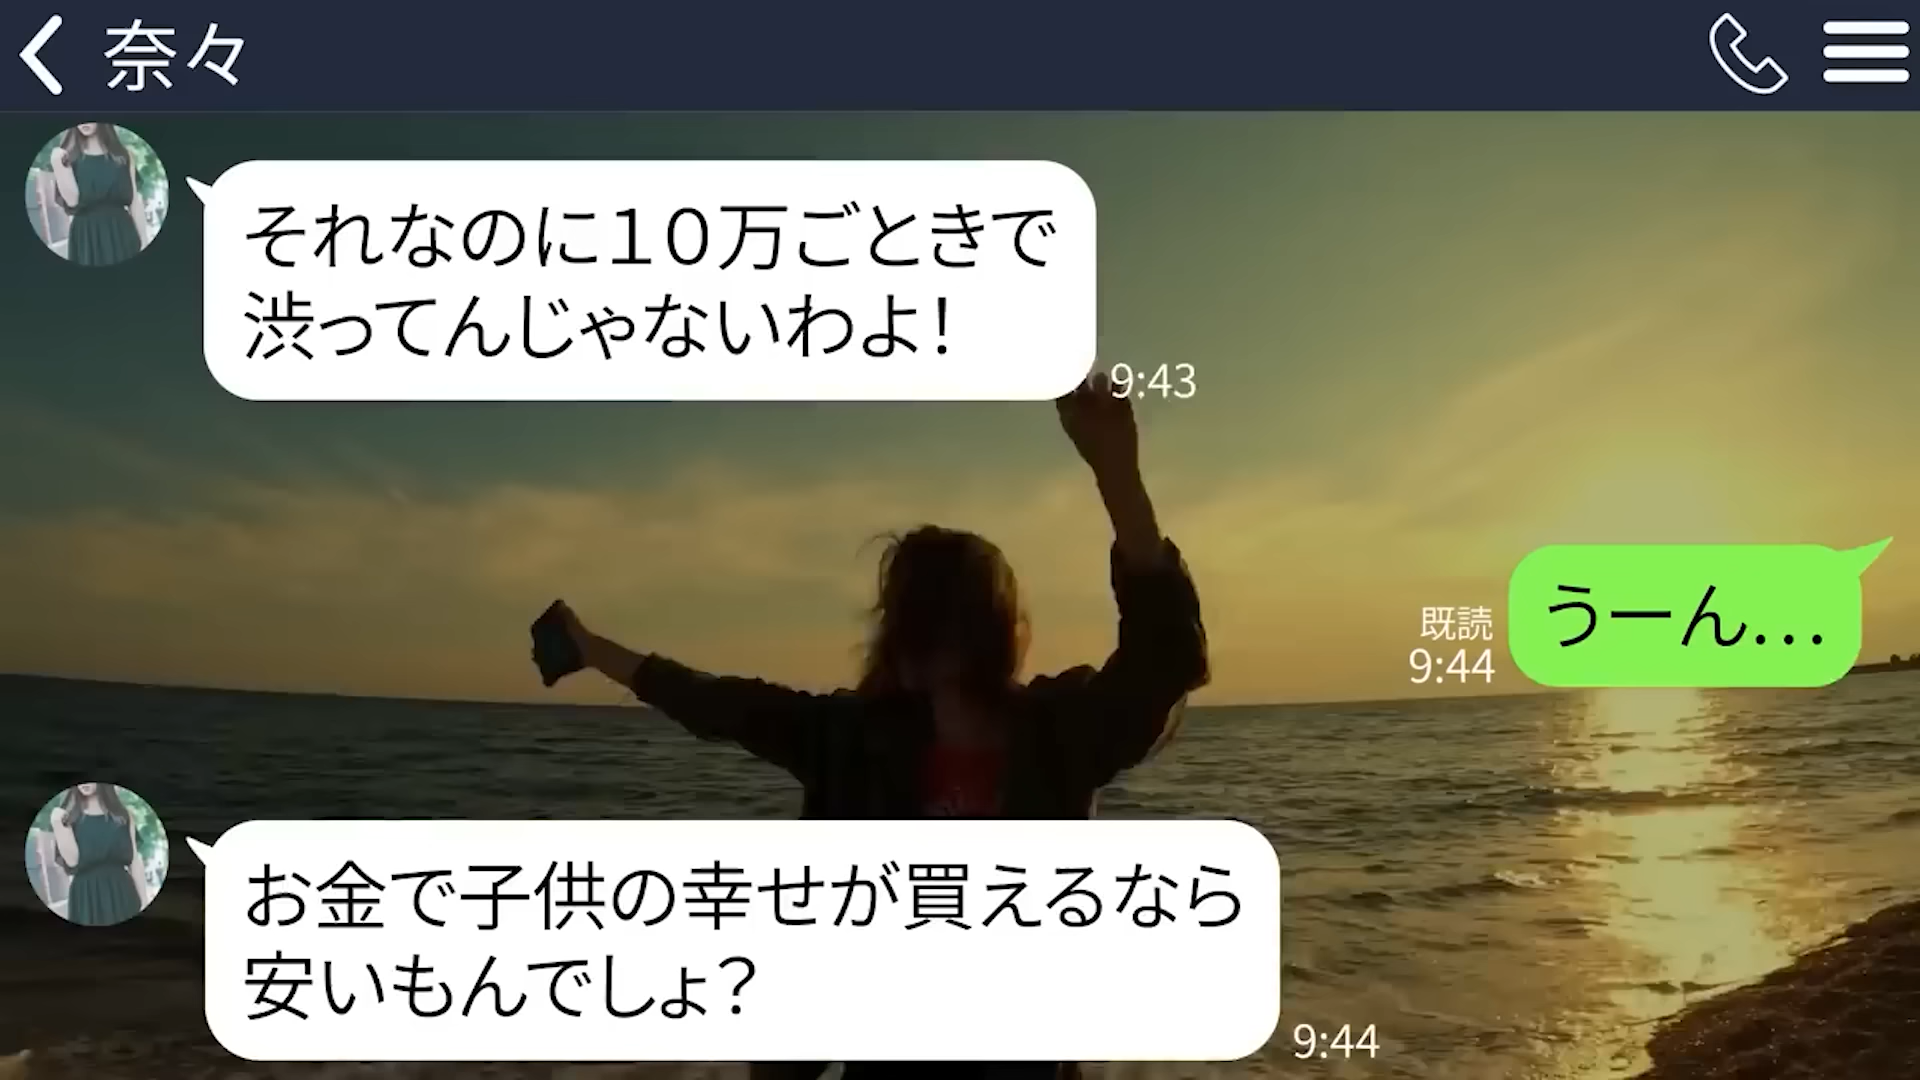 奈々
それなのに10万ごときで
渋ってんじゃないわよ！
9:43
うーん…
既読
9:44
お金で子供の幸せが買えるなら
安いもんでしょ？
9:44